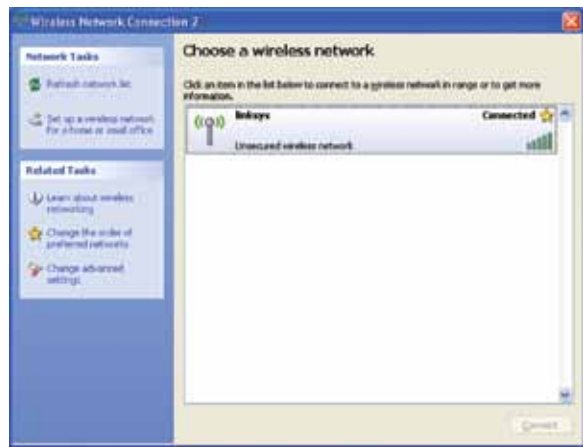 Wireless Network Connection 2
Network Tasks
Refresh network list
Set up a wireless network
for a home or small office
Related Tasks
Learn about wireless
networking
Change the order of
preferred networks
Change advanced
settings
Choose a wireless network
Click an item in the list below to connect to a wireless network in range or to get more
information.
linksys
Connected
Unsecured wireless network
Connect